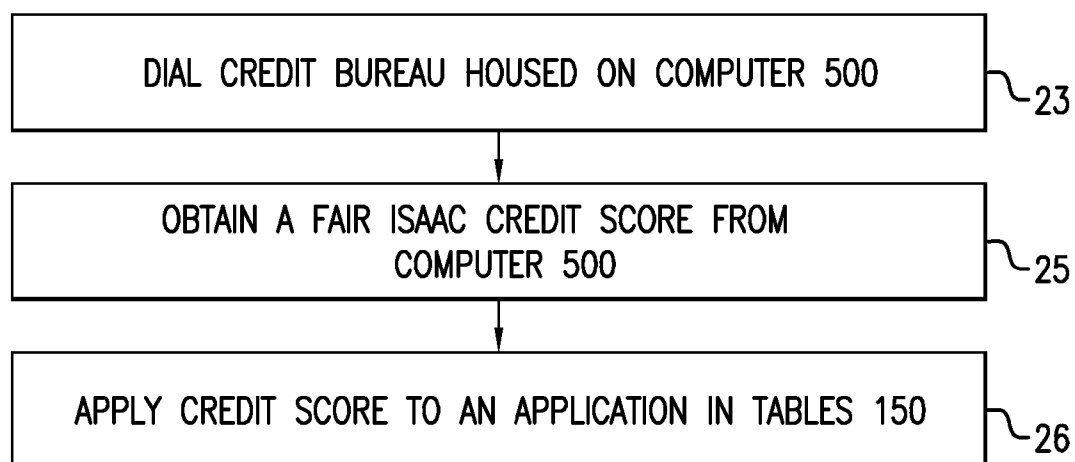 DIAL CREDIT BUREAU HOUSED ON COMPUTER 500
23
OBTAIN A FAIR ISAAC CREDIT SCORE FROM
COMPUTER 500
25
APPLY CREDIT SCORE TO AN APPLICATION IN TABLES 150
26